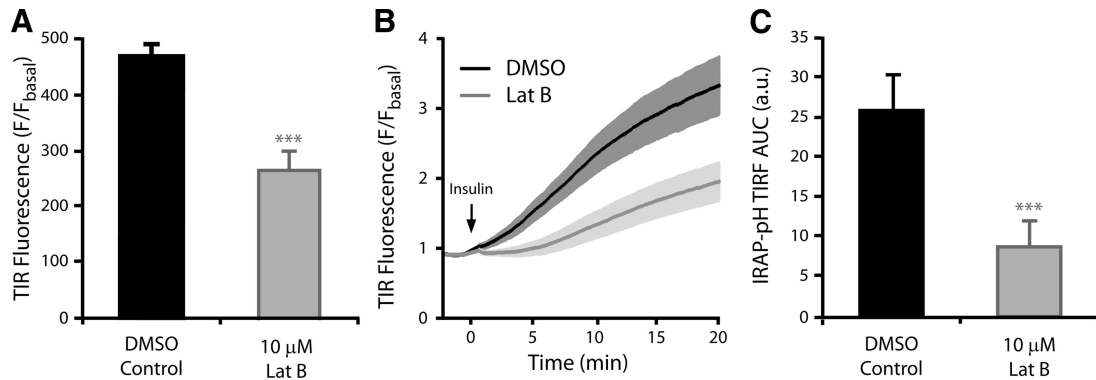 A
TIR Fluorescence (F/Fbasal)
500
400
300
200
100
0
***
DMSO
Control
10 μM
Lat B
B
TIR Fluorescence (F/Fbasal)
4
3
2
1
0
DMSO
Lat B
Insulin
0
5
10
15
20
Time (min)
C
IRAP-pH TIRF AUC (a.u.)
35
30
25
20
15
10
5
0
***
DMSO
Control
10 μM
Lat B